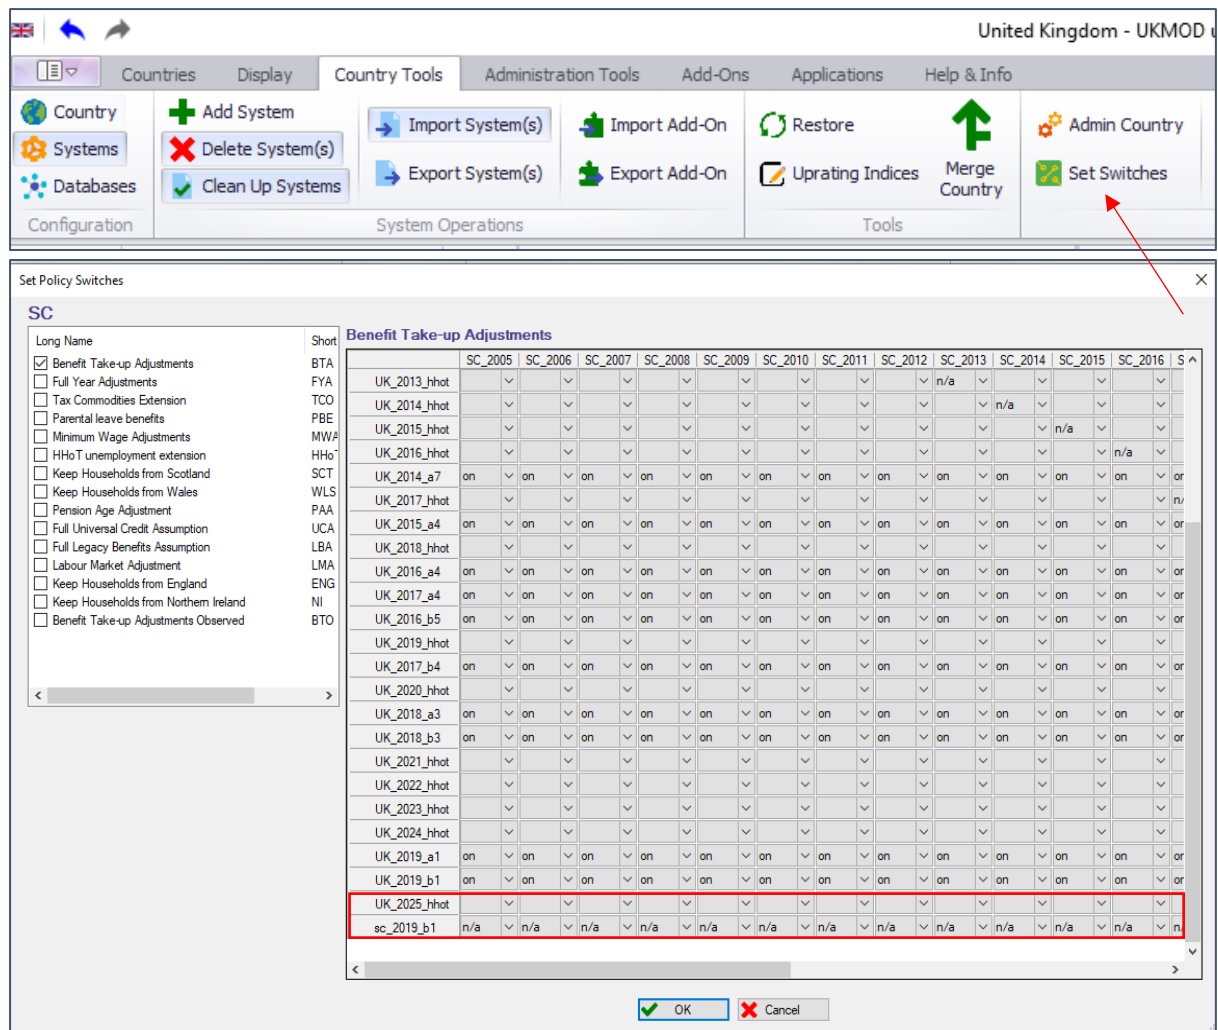 United Kingdom - UKMOD
Countries Display Country Tools Administration Tools Add-Ons Applications Help & Info
Country Add System Import System(s) Import Add-On Restore Admin Country
Systems Delete System(s)
Databases Clean Up Systems Export System(s) Export Add-On Uprating Indices Merge Country Set Switches
Configuration System Operations Tools
Set Policy Switches
SC
Long Name Short
Benefit Take-up Adjustments BTA
Full Year Adjustments FYA
Tax Commodities Extension TCO
Parental leave benefits PBE
Minimum Wage Adjustments MWA
HHoT unemployment extension HHoT
Keep Households from Scotland SCT
Keep Households from Wales WLS
Pension Age Adjustment PAA
Full Universal Credit Assumption UCA
Full Legacy Benefits Assumption LBA
Labour Market Adjustment LMA
Keep Households from England ENG
Keep Households from Northern Ireland NI
Benefit Take-up Adjustments Observed BTO
Benefit Take-up Adjustments
SC_2005 SC_2006 SC_2007 SC_2008 SC_2009 SC_2010 SC_2011 SC_2012 SC_2013 SC_2014 SC_2015 SC_2016 S
UK_2013_hhot n/a
UK_2014_hhot n/a
UK_2015_hhot n/a
UK_2016_hhot n/a
UK_2014_a7 on on on on on on on on on on on on or
UK_2017_hhot n/
UK_2015_a4 on on on on on on on on on on on on or
UK_2018_hhot
UK_2016_a4 on on on on on on on on on on on on or
UK_2017_a4 on on on on on on on on on on on on or
UK_2016_b5 on on on on on on on on on on on on or
UK_2019_hhot
UK_2017_b4 on on on on on on on on on on on on or
UK_2020_hhot
UK_2018_a3 on on on on on on on on on on on on or
UK_2018_b3 on on on on on on on on on on on on or
UK_2021_hhot
UK_2022_hhot
UK_2023_hhot
UK_2024_hhot
UK_2019_a1 on on on on on on on on on on on on or
UK_2019_b1 on on on on on on on on on on on on or
UK_2025_hhot
sc_2019_b1 n/a n/a n/a n/a n/a n/a n/a n/a n/a n/a n/a n/a n/
OK Cancel